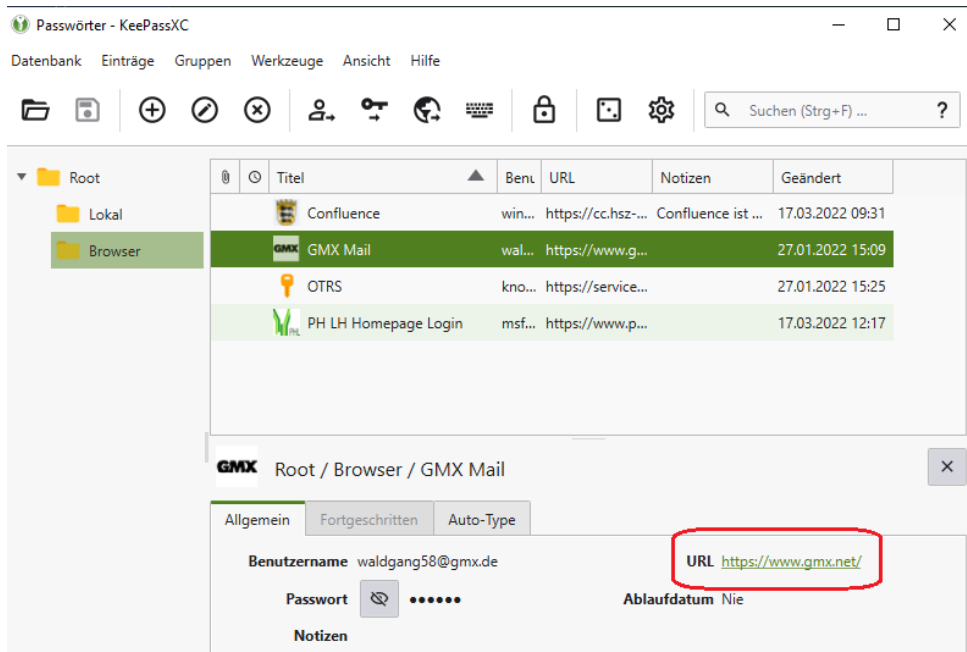 Passwörter - KeePassXC
Datenbank Einträge Gruppen Werkzeuge Ansicht Hilfe
Suchen (Strg+F) ... ?
Root
Lokal
Browser
Titel Benu URL Notizen Geändert
Confluence win... https://cc.hsz-... Confluence ist ... 17.03.2022 09:31
GMX GMX Mail wal... https://www.g... 27.01.2022 15:09
OTRS kno... https://service... 27.01.2022 15:25
PHL PH LH Homepage Login msf... https://www.p... 17.03.2022 12:17
GMX Root / Browser / GMX Mail
Allgemein Fortgeschritten Auto-Type
Benutzername waldgang58@gmx.de URL https://www.gmx.net/
Passwort ●●●●●● Ablaufdatum Nie
Notizen